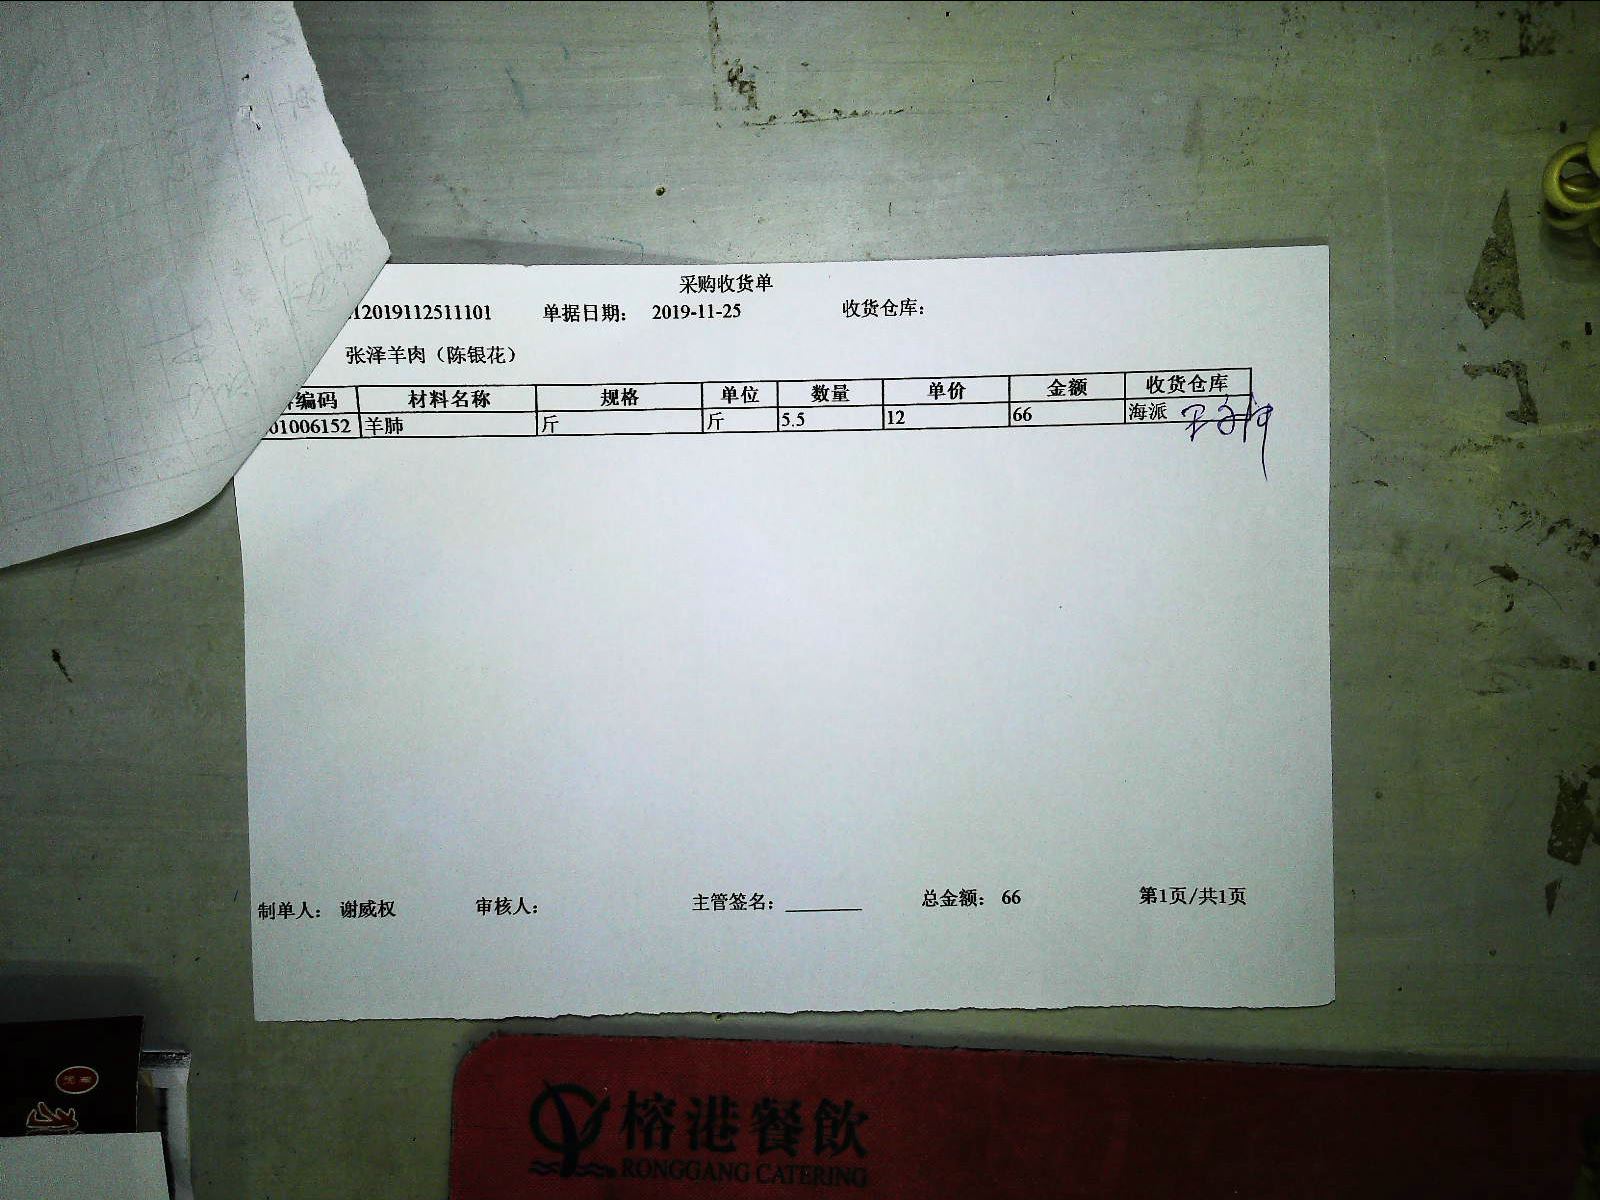 采购收货单
12019112511101 单据日期： 2019-11-25 收货仓库：
张泽羊肉（陈银花）
编码 材料名称 规格 单位 数量 单价 金额 收货仓库
01006152 羊肺 斤 斤 5.5 12 66 海派
制单人： 谢威权 审核人： 主管签名： 总金额： 66 第1页/共1页
榕港餐飲
RONGGANG CATERING